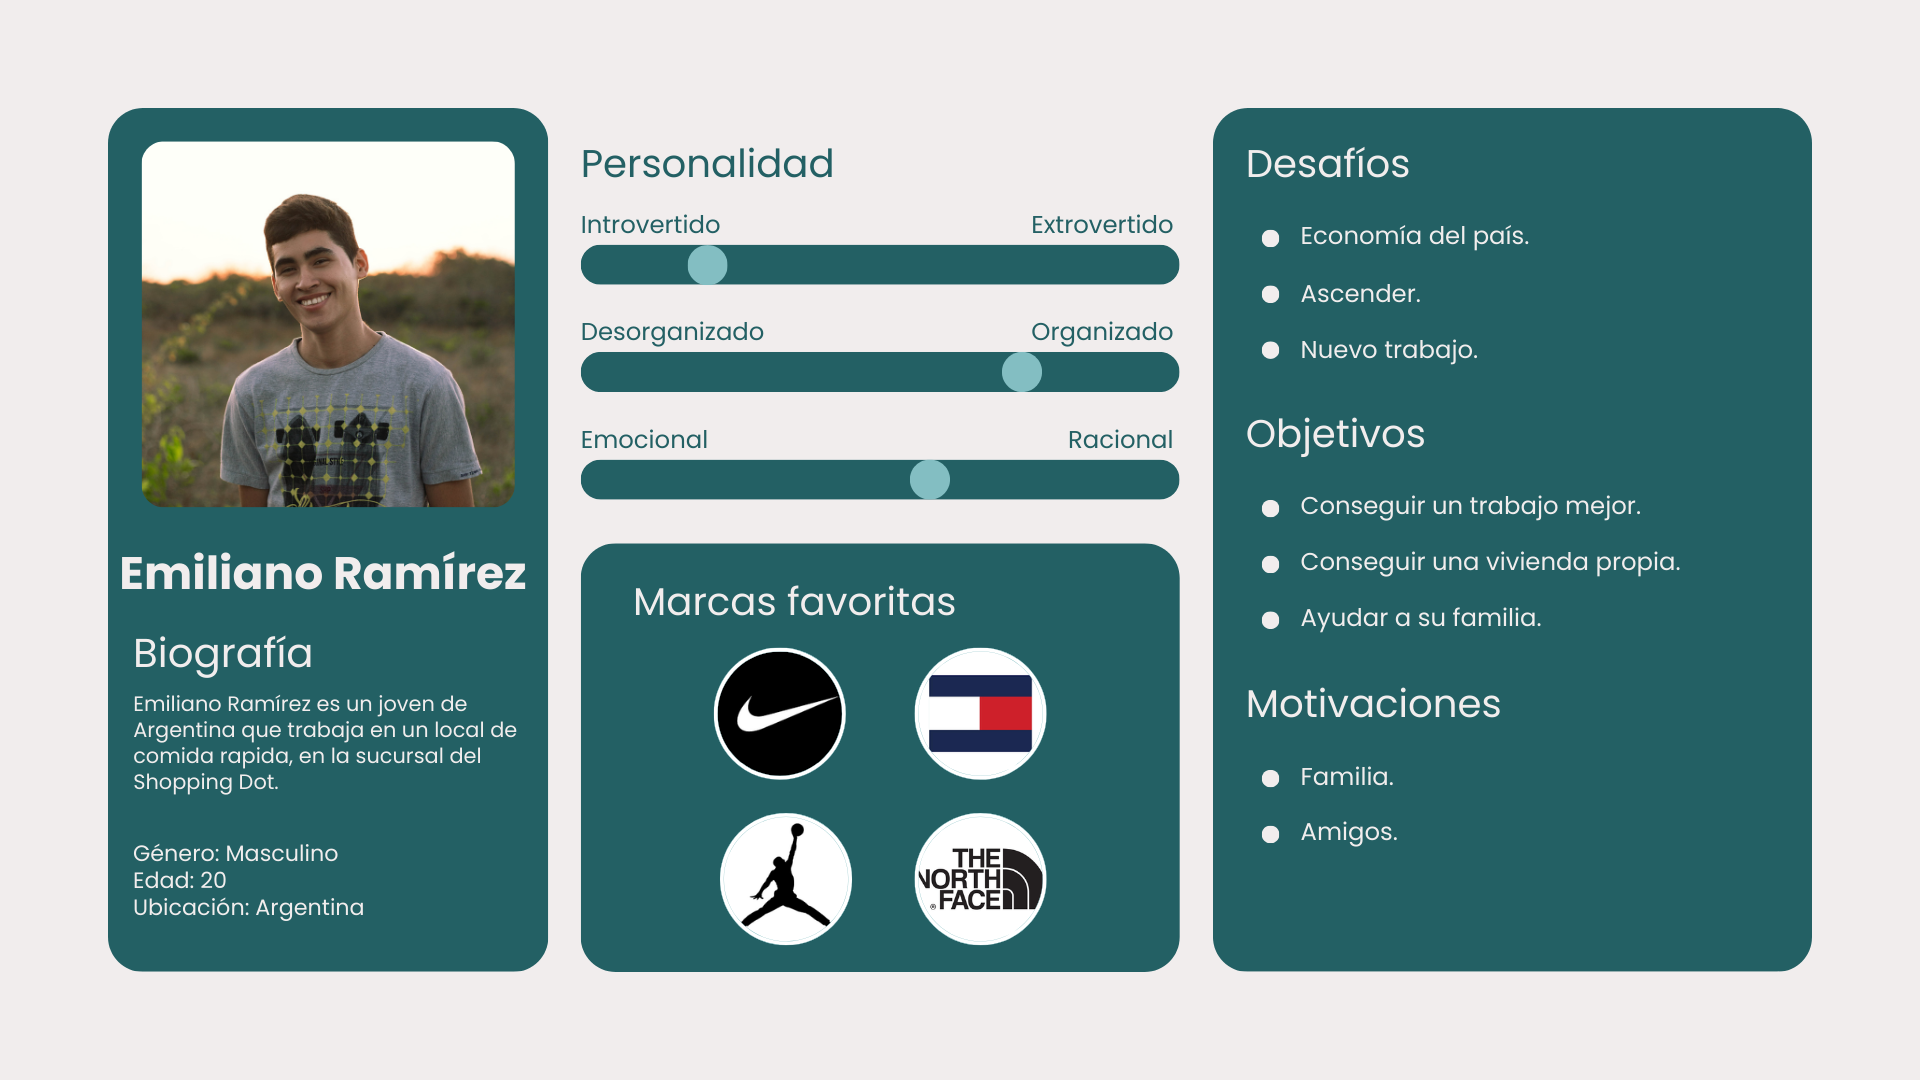 Emiliano Ramírez
Biografía
Emiliano Ramírez es un joven de
Argentina que trabaja en un local de
comida rapida, en la sucursal del
Shopping Dot.
Género: Masculino
Edad: 20
Ubicación: Argentina
Personalidad
Introvertido
Extrovertido
Desorganizado
Organizado
Emocional
Racional
Marcas favoritas
THE
NORTH
FACE
®
Desafíos
Economía del país.
Ascender.
Nuevo trabajo.
Objetivos
Conseguir un trabajo mejor.
Conseguir una vivienda propia.
Ayudar a su familia.
Motivaciones
Familia.
Amigos.